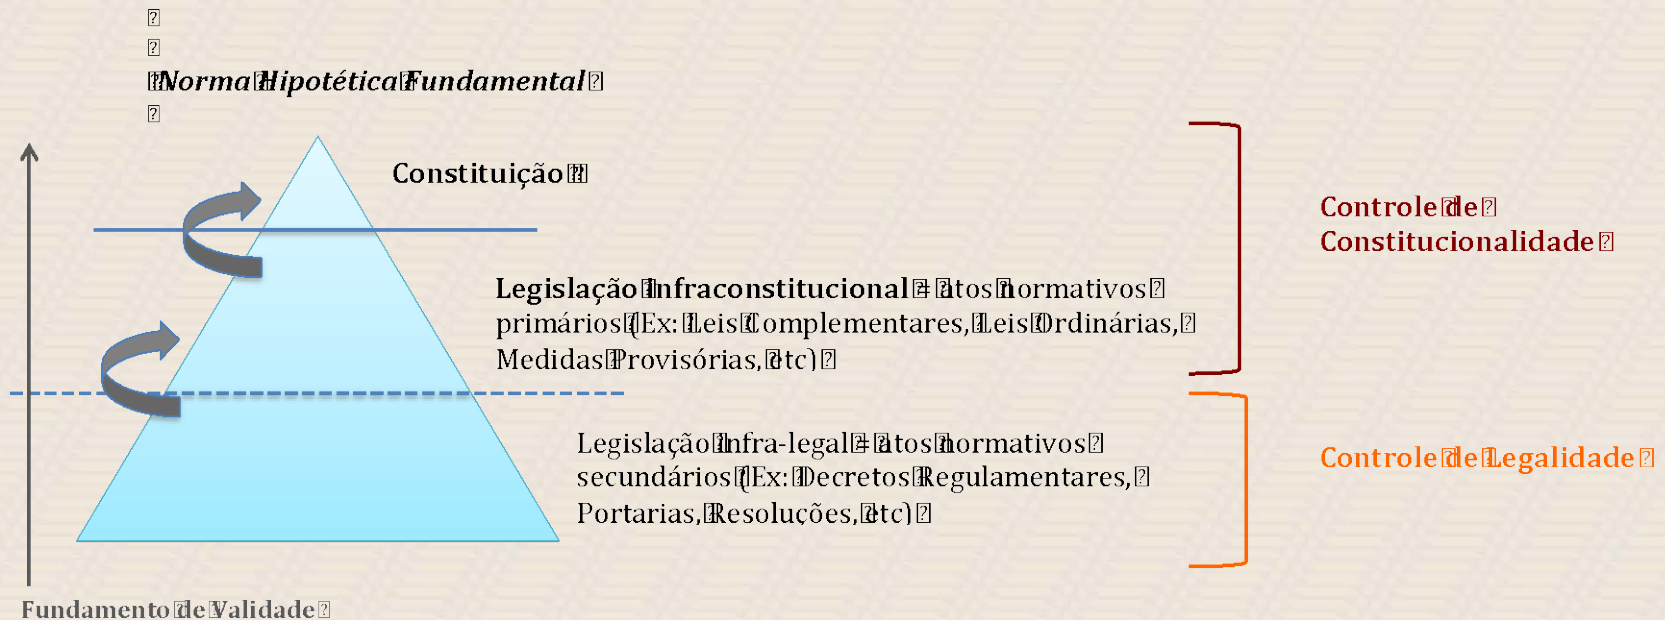 Norma Hipotética Fundamental
Constituição
Controle de
Constitucionalidade
Legislação Infraconstitucional = atos normativos
primários (Ex: Leis Complementares, Leis Ordinárias,
Medidas Provisórias, etc)
Legislação infra-legal = atos normativos
secundários (Ex: Decretos Regulamentares,
Portarias, Resoluções, etc)
Controle de Legalidade
Fundamento de Validade